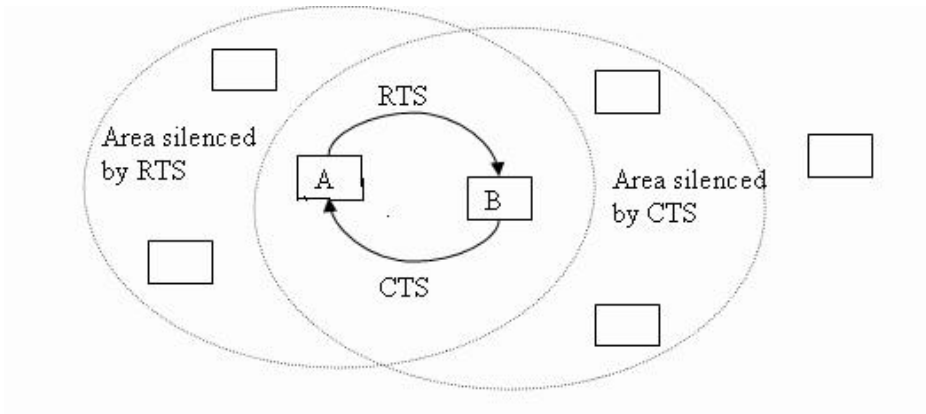 RTS
Area silenced
by RTS
A
B
Area silenced
by CTS
CTS